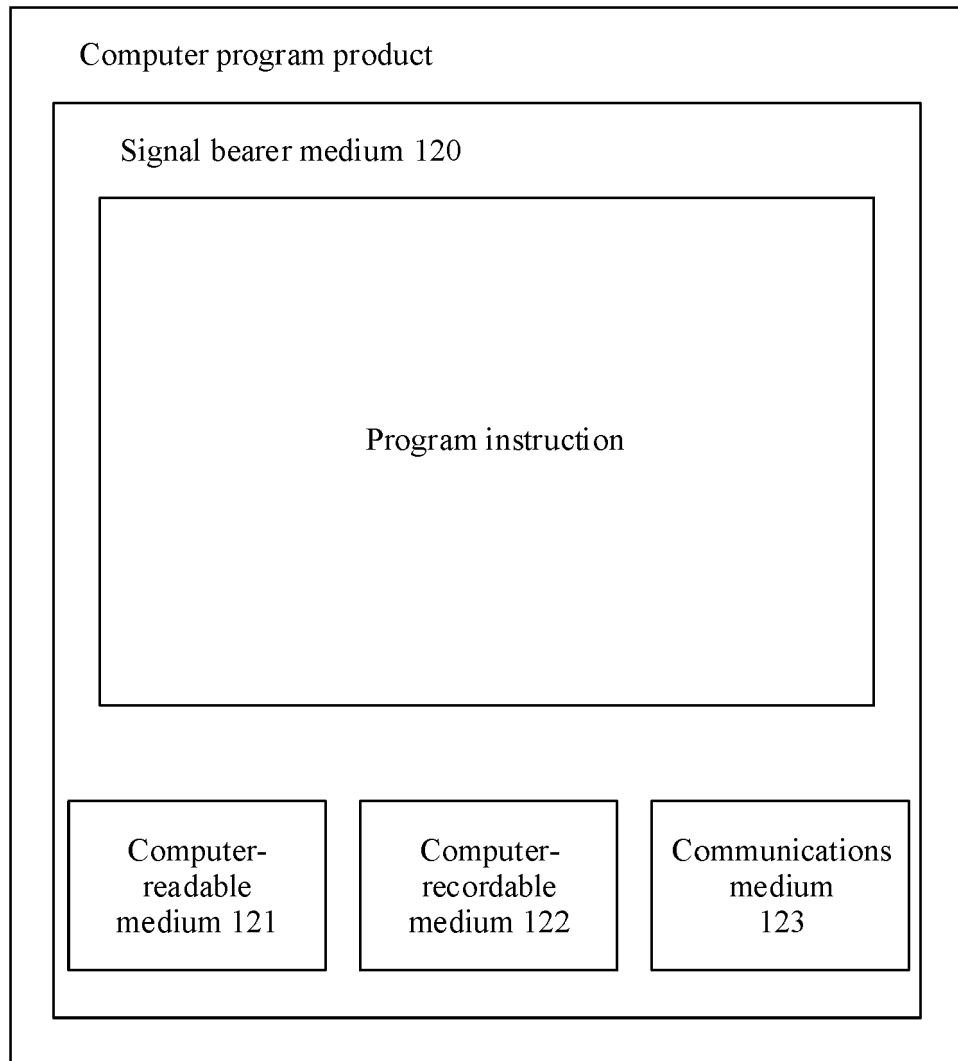 Computer program product
Signal bearer medium 120
Program instruction
Computer-
readable
medium 121
Computer-
recordable
medium 122
Communications
medium
123